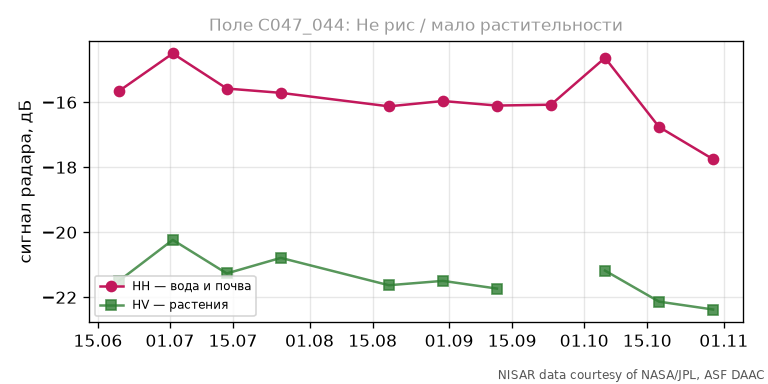 Поле C047_044: Не рис / мало растительности
сигнал радара, дБ
−16
−18
−20
−22
HH — вода и почва
HV — растения
15.06 01.07 15.07 01.08 15.08 01.09 15.09 01.10 15.10 01.11
NISAR data courtesy of NASA/JPL, ASF DAAC